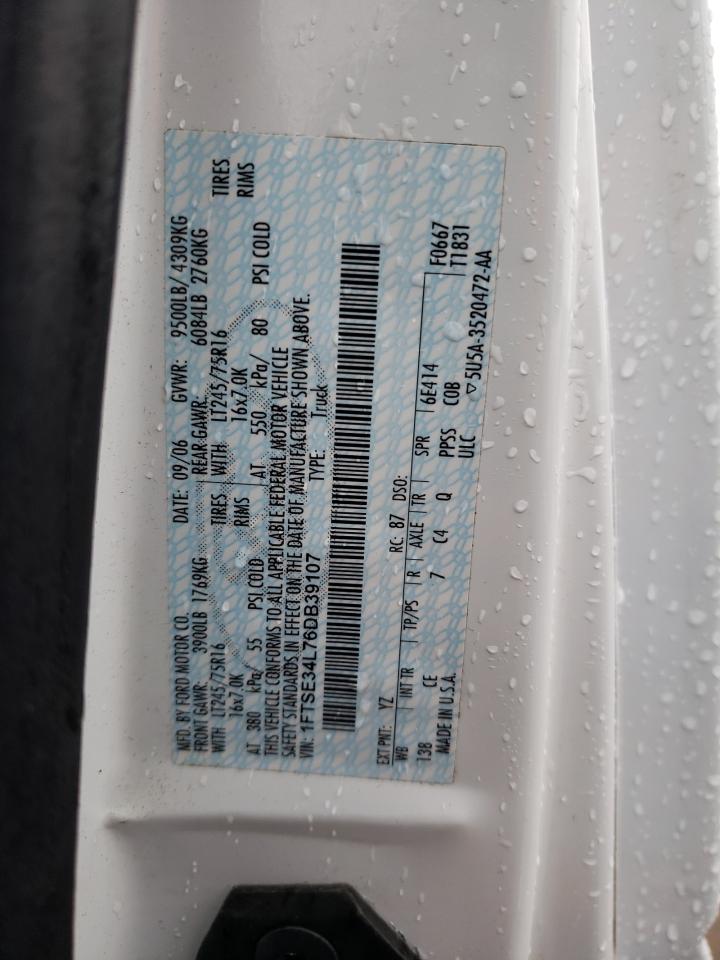 MFD. BY FORD MOTOR CO. DATE: 09/06 GVWR: 9500LB/ 4309KG
FRONT GAWR: 3900LB 1769KG REAR GAWR: 6084LB 2760KG
WITH LT245/75R16 TIRES WITH LT245/75R16 TIRES
16x7.0K RIMS 16x7.0K RIMS
AT 380 kPa/ 55 PSI COLD AT 550 kPa/ 80 PSI COLD
THIS VEHICLE CONFORMS TO ALL APPLICABLE FEDERAL MOTOR VEHICLE
SAFETY STANDARDS IN EFFECT ON THE DATE OF MANUFACTURE SHOWN ABOVE.
VIN: 1FTSE34L76DB39107 TYPE: Truck
EXT PNT: YZ RC: 87 DSO:
WB INT TR TP/PS R AXLE TR SPR 6E414 F0667
138 CE 7 C4 Q PPSS COB T1831
MADE IN U.S.A. ULC ▽5U5A-3520472-AA